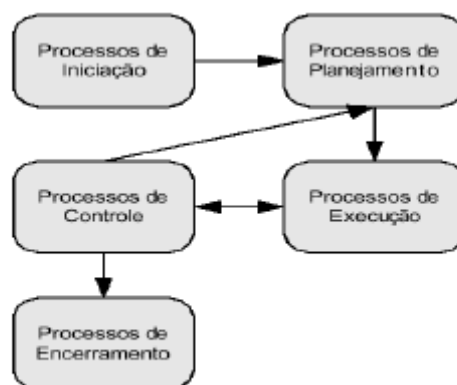 Processos de
Iniciação
Processos de
Planejamento
Processos de
Controle
Processos de
Execução
Processos de
Encerramento